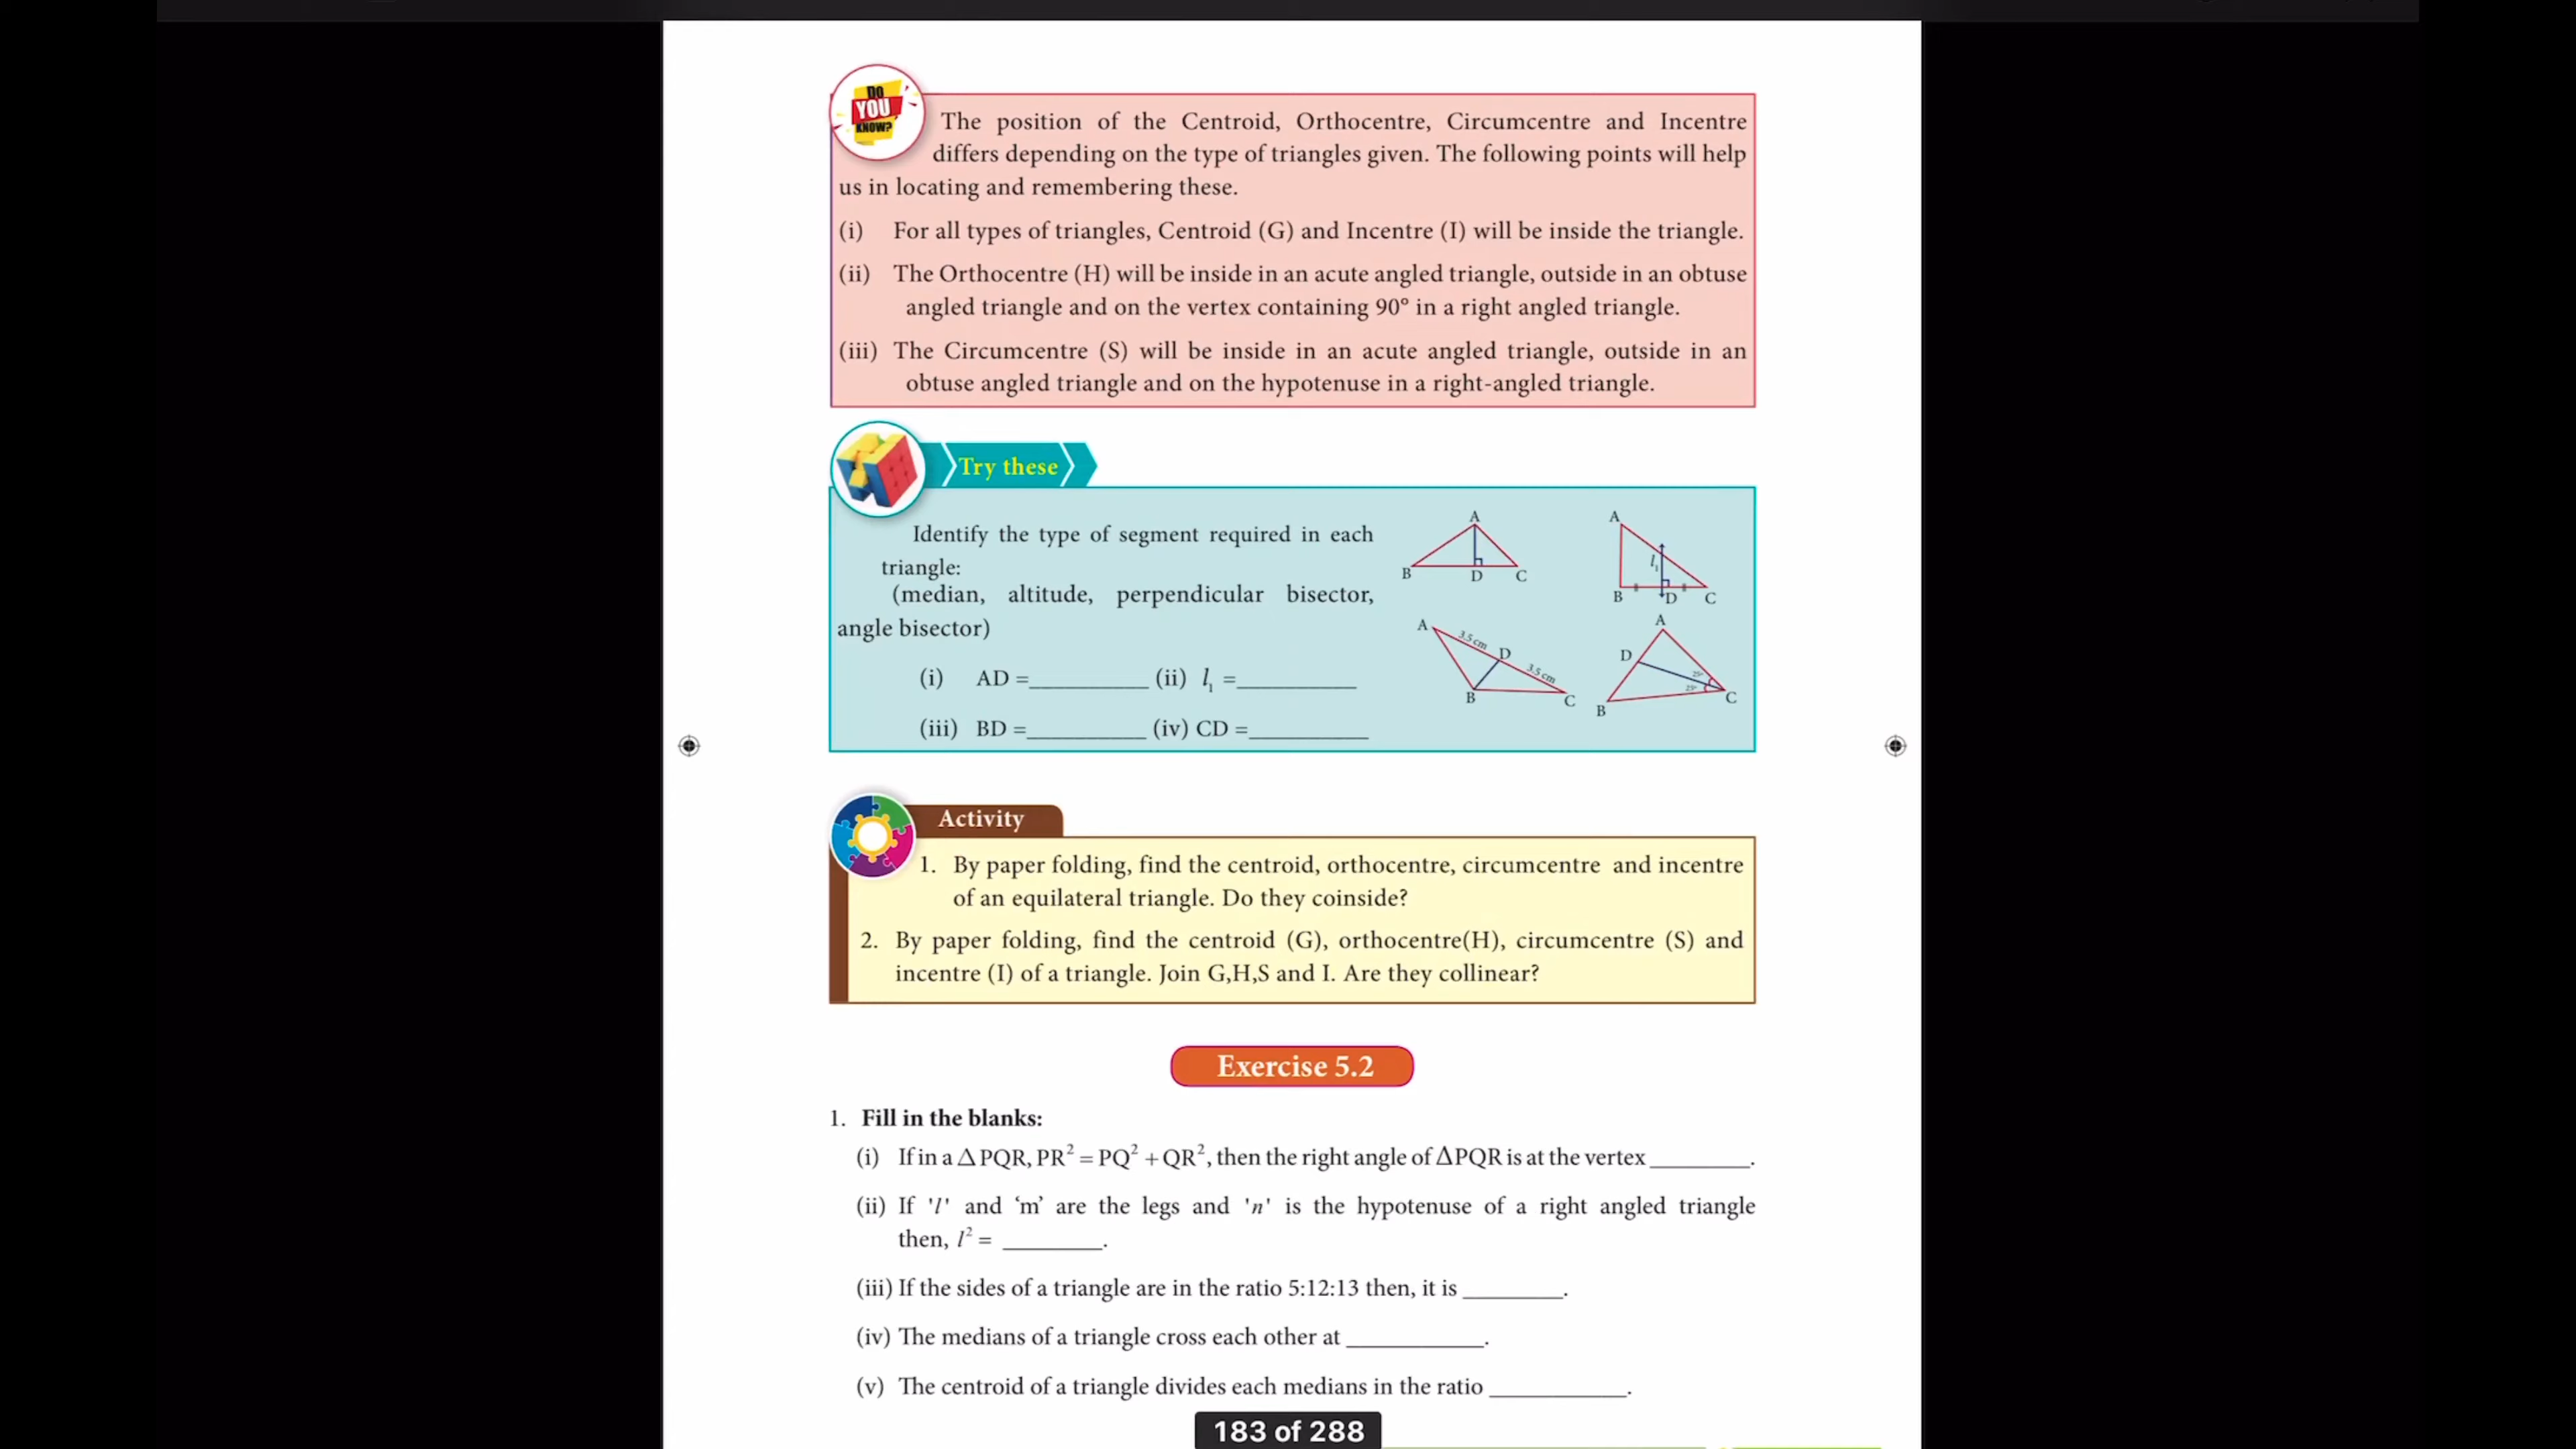 DO
YOU
KNOW?
The position of the Centroid, Orthocentre, Circumcentre and Incentre
differs depending on the type of triangles given. The following points will help
us in locating and remembering these.
(i) For all types of triangles, Centroid (G) and Incentre (I) will be inside the triangle.
(ii) The Orthocentre (H) will be inside in an acute angled triangle, outside in an obtuse
angled triangle and on the vertex containing 90° in a right angled triangle.
(iii) The Circumcentre (S) will be inside in an acute angled triangle, outside in an
obtuse angled triangle and on the hypotenuse in a right-angled triangle.
Try these
Identify the type of segment required in each
triangle:
(median, altitude, perpendicular bisector,
angle bisector)
(i) AD =__________ (ii) l₁ =__________
(iii) BD =__________ (iv) CD =__________
A
B D C
A
l₁
B D C
A
3.5 cm
D
3.5 cm
B
C
A
D
25°
25°
C
B
Activity
1. By paper folding, find the centroid, orthocentre, circumcentre and incentre
of an equilateral triangle. Do they coinside?
2. By paper folding, find the centroid (G), orthocentre(H), circumcentre (S) and
incentre (I) of a triangle. Join G,H,S and I. Are they collinear?
Exercise 5.2
1. Fill in the blanks:
(i) If in a Δ PQR, PR² = PQ² + QR², then the right angle of ΔPQR is at the vertex ________.
(ii) If 'l' and ‘m’ are the legs and 'n' is the hypotenuse of a right angled triangle
then, l² = ________.
(iii) If the sides of a triangle are in the ratio 5:12:13 then, it is ________.
(iv) The medians of a triangle cross each other at ___________.
(v) The centroid of a triangle divides each medians in the ratio ___________.
183 of 288